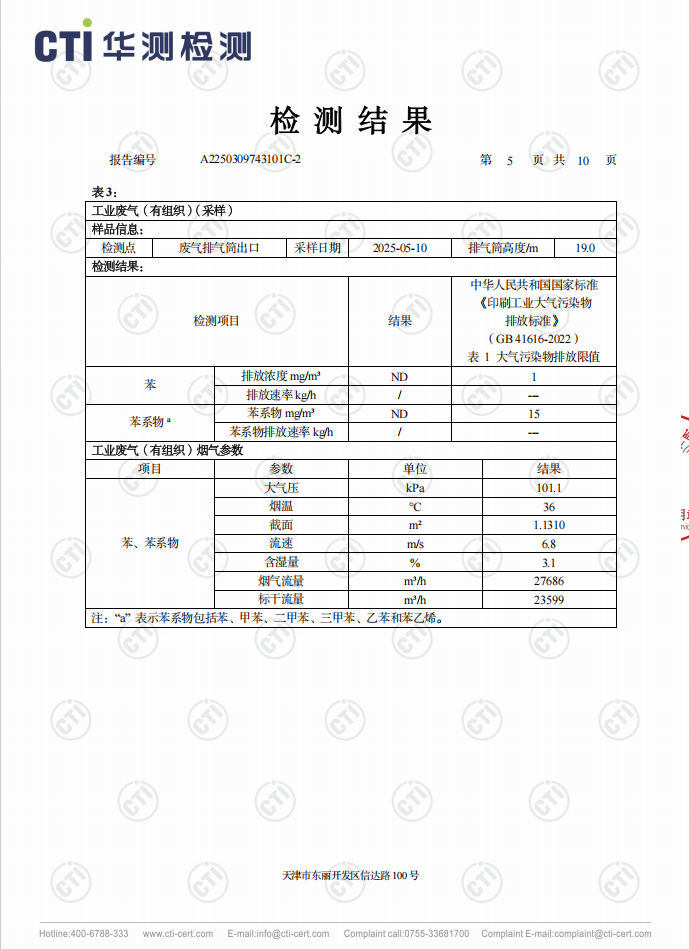 CTI 华测检测
检测结果
报告编号 A2250309743101C-2 第 5 页 共 10 页
表 3：
工业废气（有组织）（采样）
样品信息：
检测点 废气排气筒出口 采样日期 2025-05-10 排气筒高度/m 19.0
检测结果：
检测项目 结果 中华人民共和国国家标准
《印刷工业大气污染物
排放标准》
（GB 41616-2022）
表 1 大气污染物排放限值
苯 排放浓度 mg/m³ ND 1
排放速率 kg/h / ---
苯系物 ª 苯系物 mg/m³ ND 15
苯系物排放速率 kg/h / ---
工业废气（有组织）烟气参数
项目 参数 单位 结果
苯、苯系物 大气压 kPa 101.1
烟温 °C 36
截面 m² 1.1310
流速 m/s 6.8
含湿量 % 3.1
烟气流量 m³/h 27686
标干流量 m³/h 23599
注：“a” 表示苯系物包括苯、甲苯、二甲苯、三甲苯、乙苯和苯乙烯。
天津市东丽开发区信达路 100 号
Hotline:400-6788-333 www.cti-cert.com E-mail:info@cti-cert.com Complaint call:0755-33681700 Complaint E-mail:complaint@cti-cert.com